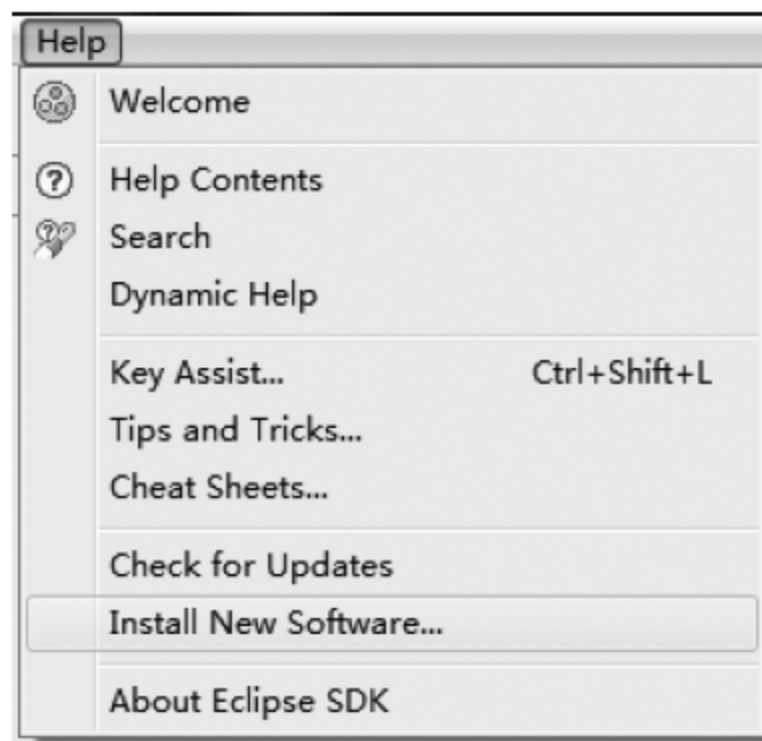 Help
Welcome
Help Contents
Search
Dynamic Help
Key Assist... Ctrl+Shift+L
Tips and Tricks...
Cheat Sheets...
Check for Updates
Install New Software...
About Eclipse SDK